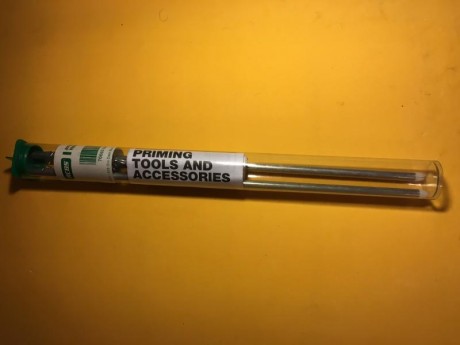 PRIMING
TOOLS AND
ACCESSORIES